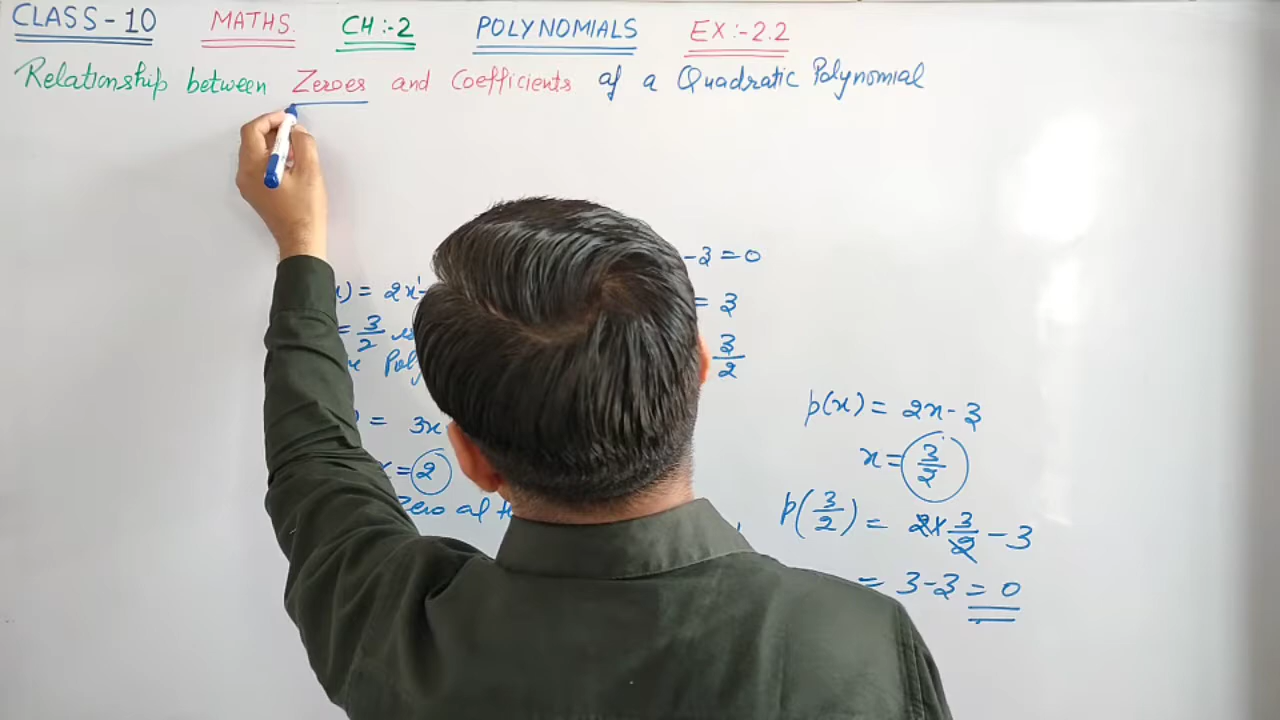 CLASS-10 MATHS. CH:-2 POLYNOMIALS EX:-2.2
Relationship between Zeroes and Coefficients of a Quadratic Polynomial
-3=0
) = 2x
= 3
= 3/2
3/2
) = 3x
p(x) = 2x-3
=2
x = 3/2
Zero of
p(3/2) = 2x3/2 -3
= 3-3 = 0